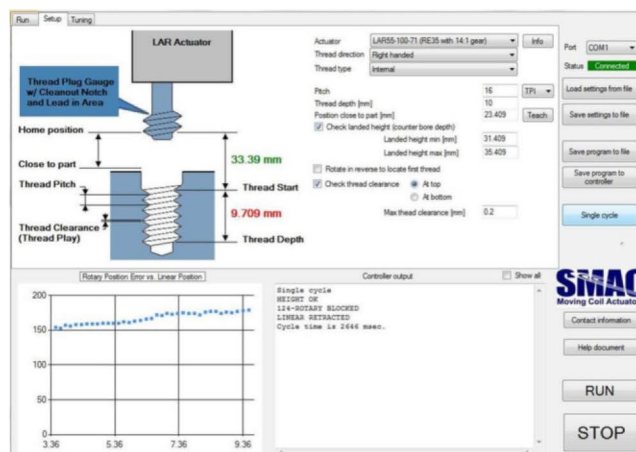 Run Setup Tuning
LAR Actuator
Thread Plug Gauge
w/ Cleanout Notch
and Lead in Area
Home position
Close to part
Thread Pitch
Thread Clearance
(Thread Play)
33.39 mm
Thread Start
9.709 mm
Thread Depth
Actuator LAR55-100-71 (RE35 with 14:1 gear) Info
Thread direction Right handed
Thread type Internal
Pitch 16 TPI
Thread depth [mm] 10
Position close to part [mm] 23.409 Teach
Check landed height (counter bore depth)
Landed height min [mm] 31.409
Landed height max [mm] 35.409
Rotate in reverse to locate first thread
Check thread clearance At top
At bottom
Max thead clearance [mm] 0.2
Port COM1
Status Connected
Load settings from file
Save settings to file
Save program to file
Save program to
controller
Single cycle
SMAC
Moving Coil Actuator
Contact information
Help document
RUN
STOP
Rotary Position Error vs. Linear Position
200
150
100
50
0
3.36 5.36 7.36 9.36
Controller output Show all
Single cycle
HEIGHT OK
124-ROTARY BLOCKED
LINEAR RETRACTED
Cycle time is 2646 msec.